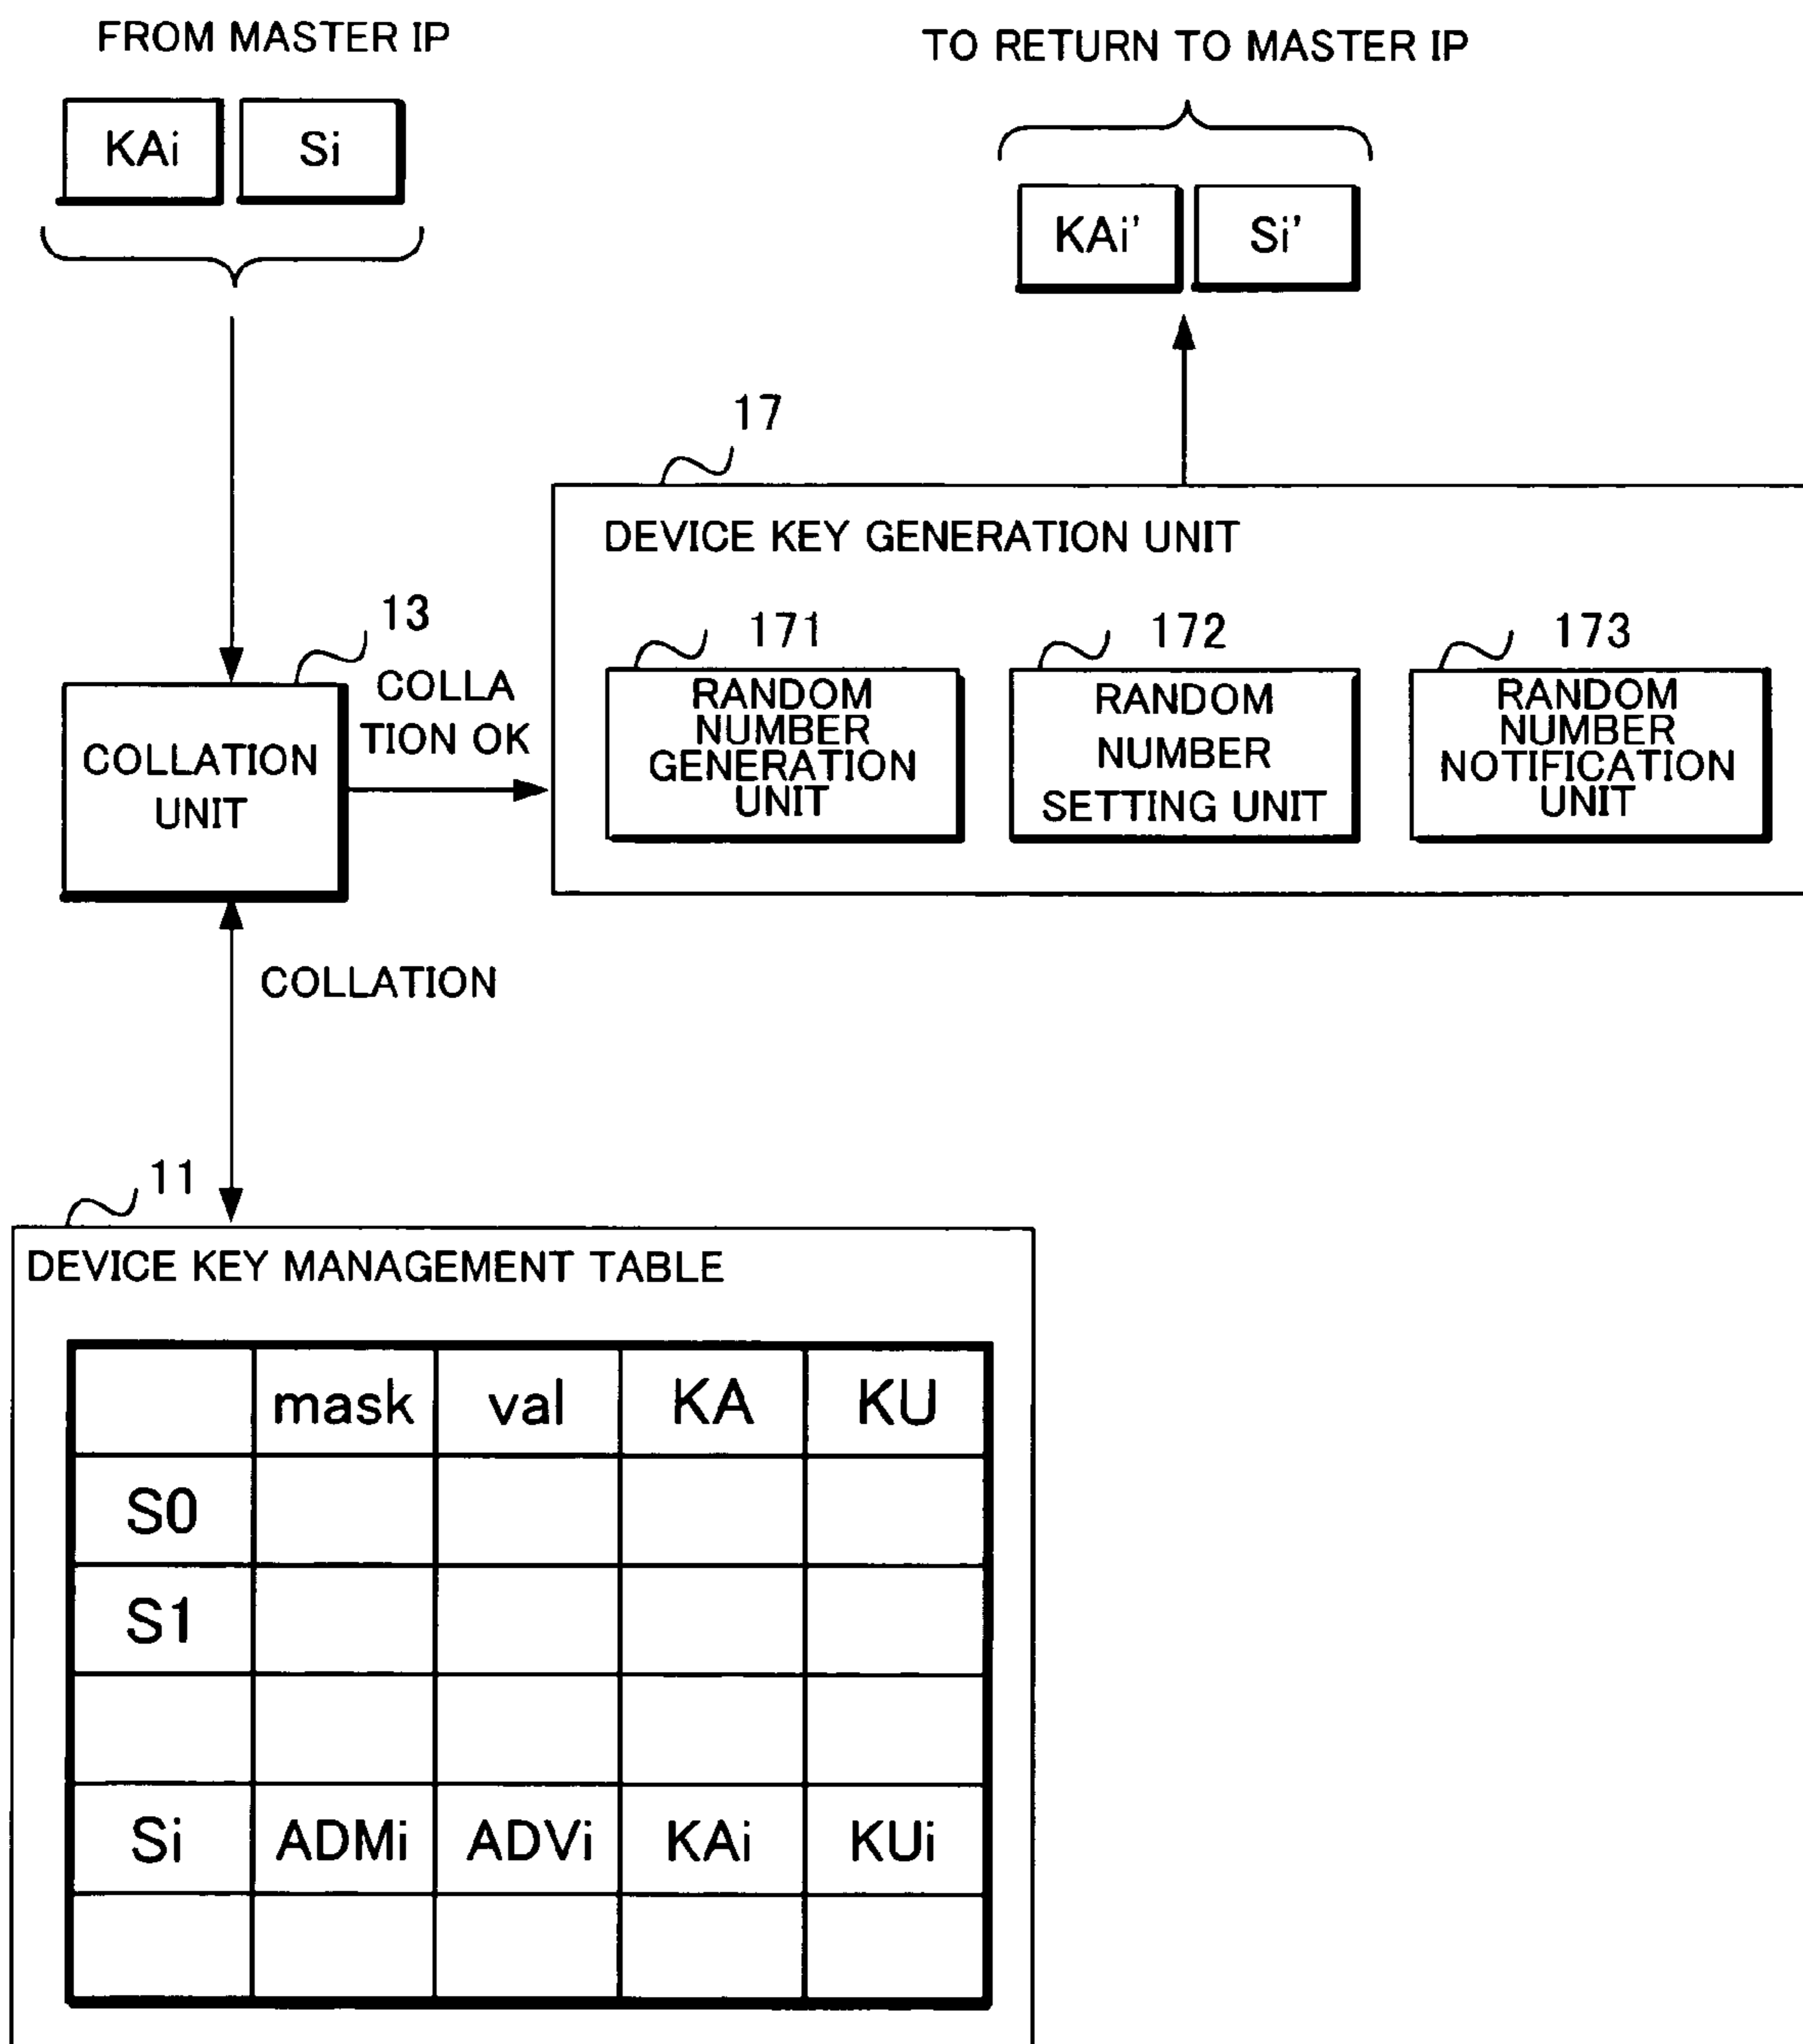 FROM MASTER IP
TO RETURN TO MASTER IP
KAi
Si
KAi'
Si'
17
DEVICE KEY GENERATION UNIT
171
172
173
RANDOM
NUMBER
GENERATION
UNIT
RANDOM
NUMBER
SETTING UNIT
RANDOM
NUMBER
NOTIFICATION
UNIT
13
COLLA
TION OK
COLLATION
UNIT
COLLATION
11
DEVICE KEY MANAGEMENT TABLE
mask val KA KU
S0
S1
Si ADMi ADVi KAi KUi